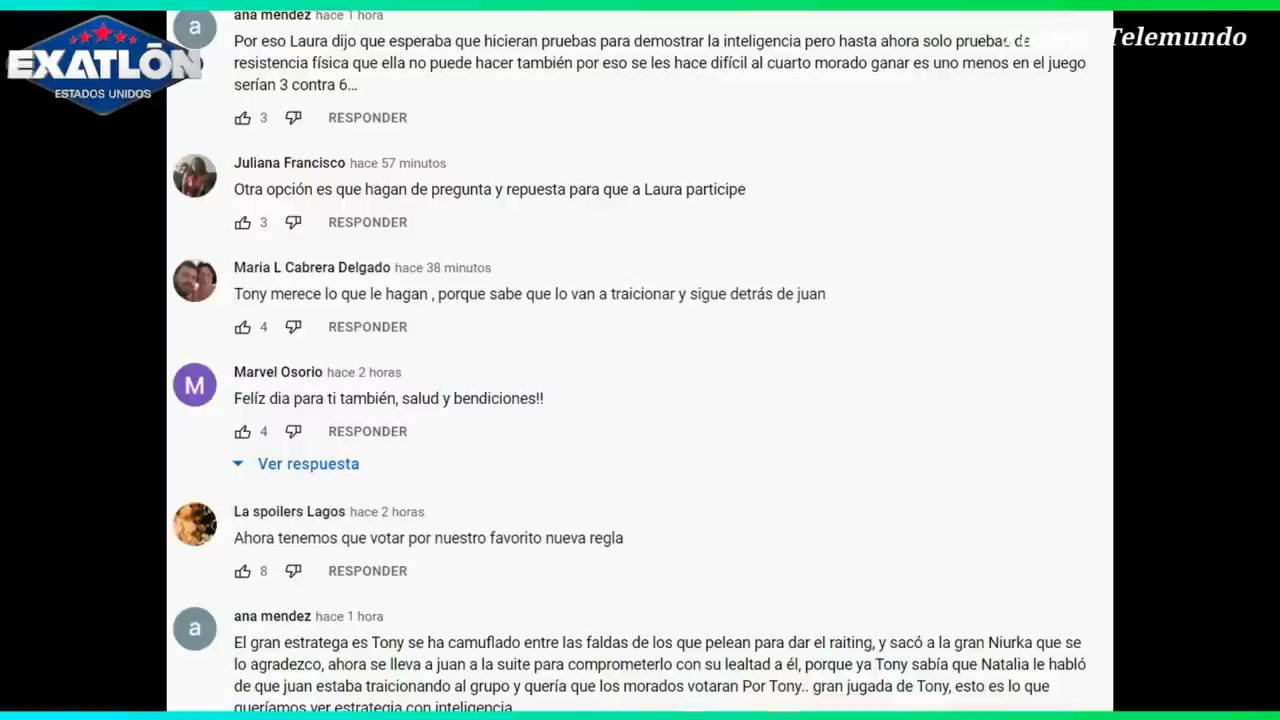 EXATLÓN
ESTADOS UNIDOS
Telemundo
ana mendez hace 1 hora
Por eso Laura dijo que esperaba que hicieran pruebas para demostrar la inteligencia pero hasta ahora solo pruebas de
resistencia física que ella no puede hacer también por eso se les hace difícil al cuarto morado ganar es uno menos en el juego
serían 3 contra 6...
3 RESPONDER
Juliana Francisco hace 57 minutos
Otra opción es que hagan de pregunta y repuesta para que a Laura participe
3 RESPONDER
Maria L Cabrera Delgado hace 38 minutos
Tony merece lo que le hagan , porque sabe que lo van a traicionar y sigue detrás de juan
4 RESPONDER
M
Marvel Osorio hace 2 horas
Felíz dia para ti también, salud y bendiciones!!
4 RESPONDER
Ver respuesta
La spoilers Lagos hace 2 horas
Ahora tenemos que votar por nuestro favorito nueva regla
8 RESPONDER
a
ana mendez hace 1 hora
El gran estratega es Tony se ha camuflado entre las faldas de los que pelean para dar el raiting, y sacó a la gran Niurka que se
lo agradezco, ahora se lleva a juan a la suite para comprometerlo con su lealtad a él, porque ya Tony sabía que Natalia le habló
de que juan estaba traicionando al grupo y quería que los morados votaran Por Tony.. gran jugada de Tony, esto es lo que
queríamos ver estrategia con inteligencia